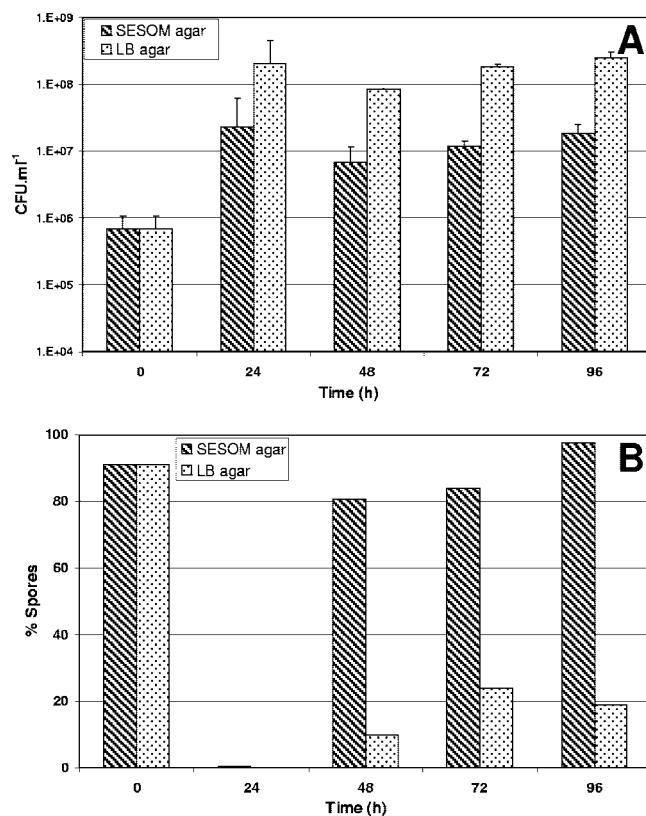 1.E+09
SESOM agar
LB agar
A
1.E+08
1.E+07
1.E+06
1.E+05
1.E+04
CFU.ml⁻¹
0 24 48 72 96
Time (h)
100
SESOM agar
LB agar
B
80
60
40
20
0
% Spores
0 24 48 72 96
Time (h)